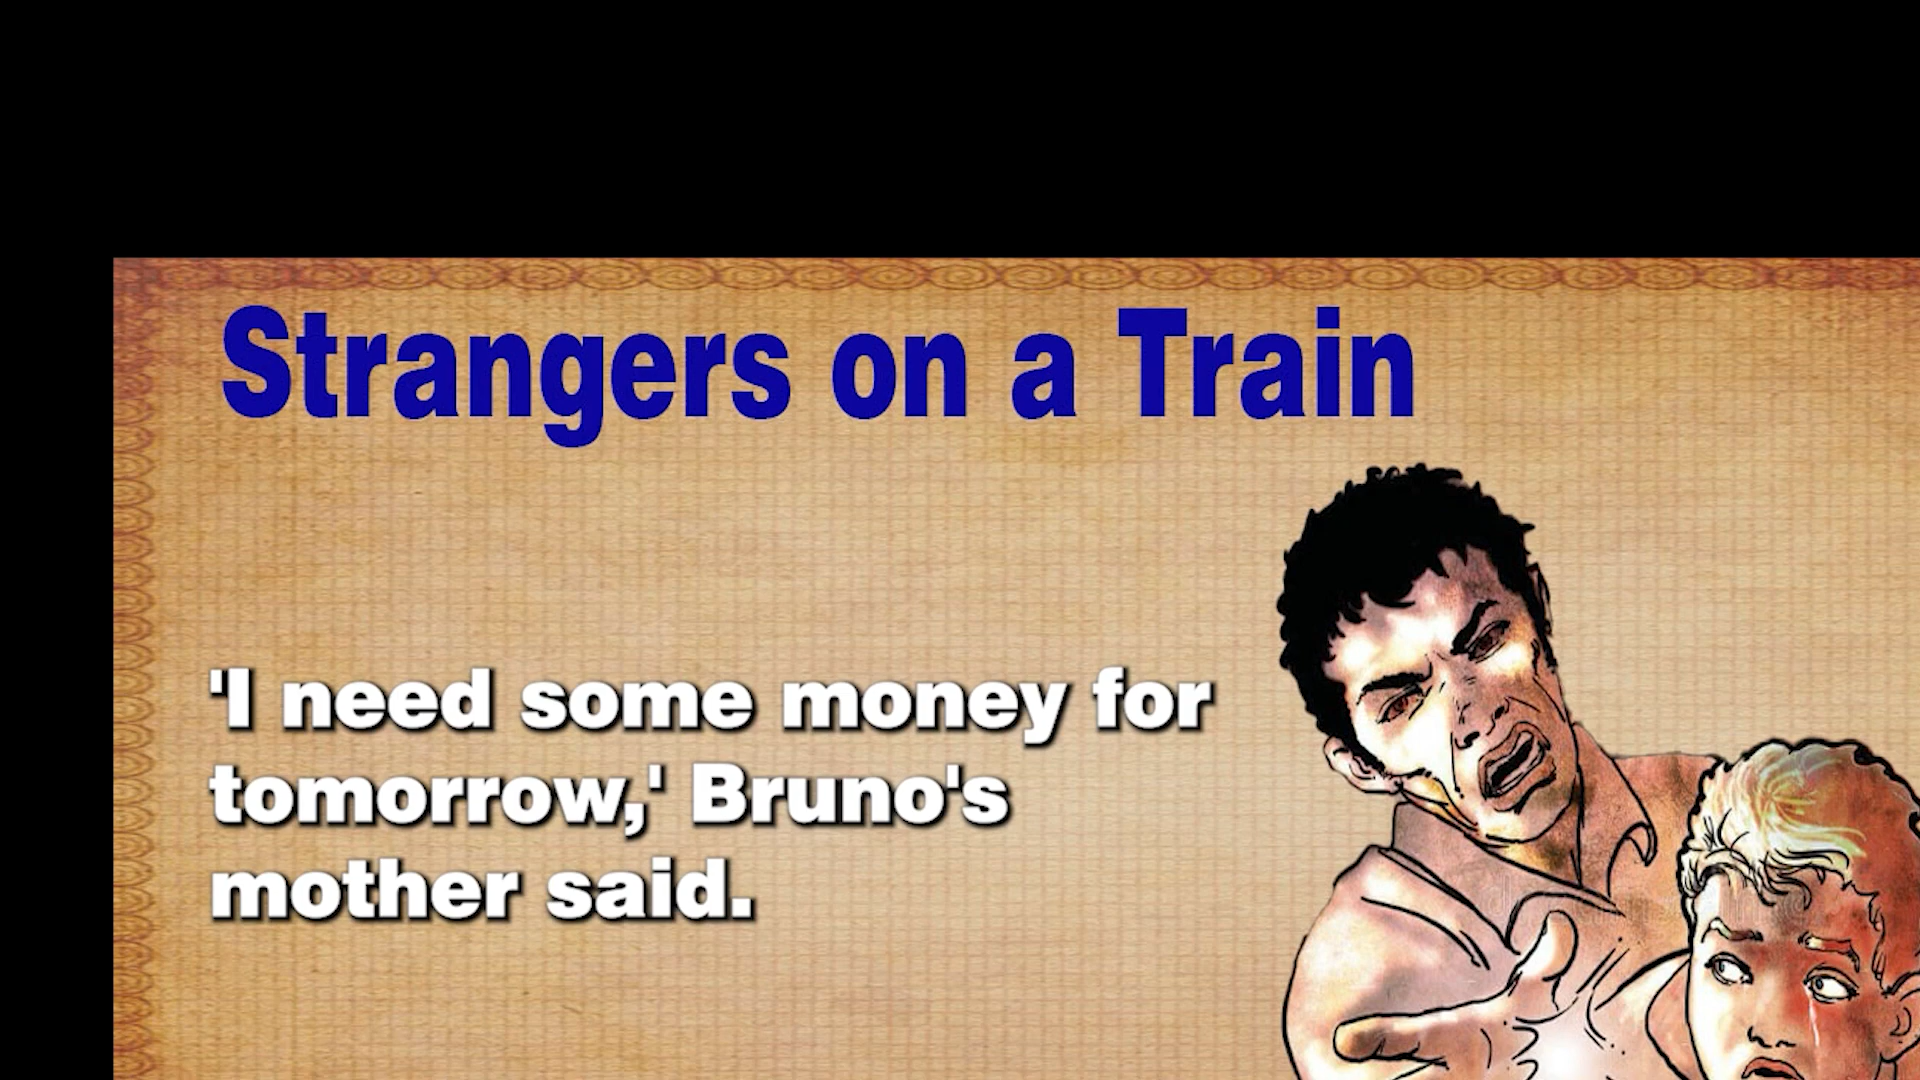 Strangers on a Train
'I need some money for
tomorrow,' Bruno's
mother said.